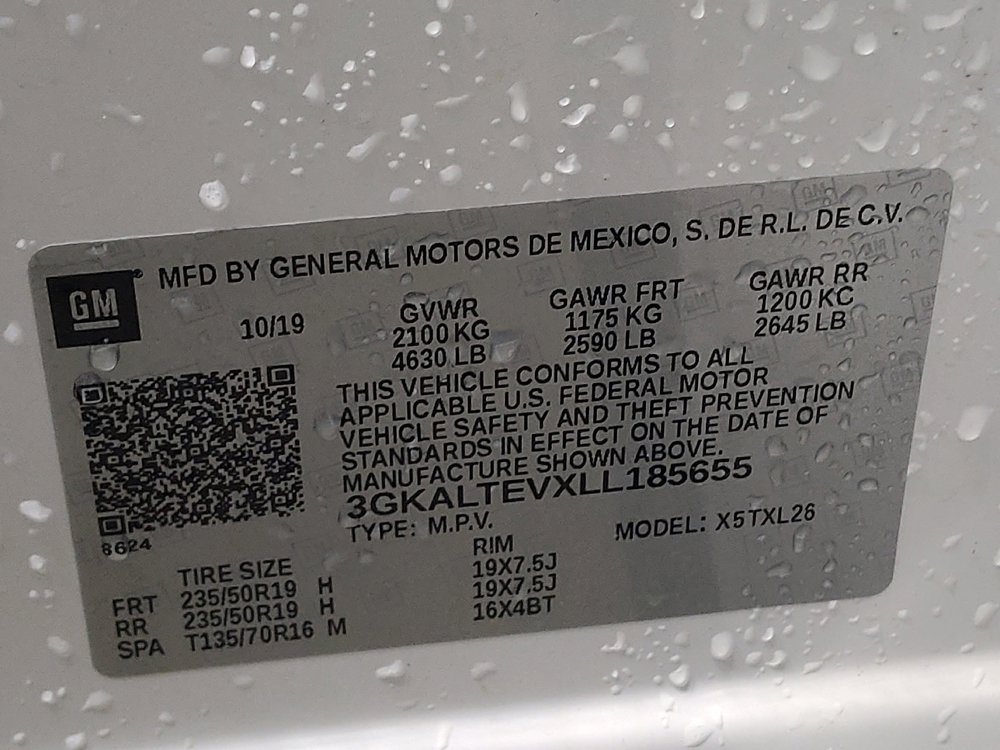 GM
MFD BY GENERAL MOTORS DE MEXICO, S. DE R.L. DE C.V.
10/19
GVWR GAWR FRT GAWR RR
2100 KG 1175 KG 1200 KG
4630 LB 2590 LB 2645 LB
THIS VEHICLE CONFORMS TO ALL
APPLICABLE U.S. FEDERAL MOTOR
VEHICLE SAFETY AND THEFT PREVENTION
STANDARDS IN EFFECT ON THE DATE OF
MANUFACTURE SHOWN ABOVE.
3GKALTEVXLL185655
TYPE: M.P.V. MODEL: X5TXL26
8624
TIRE SIZE RIM
FRT 235/50R19 H 19X7.5J
RR 235/50R19 H 19X7.5J
SPA T135/70R16 M 16X4BT